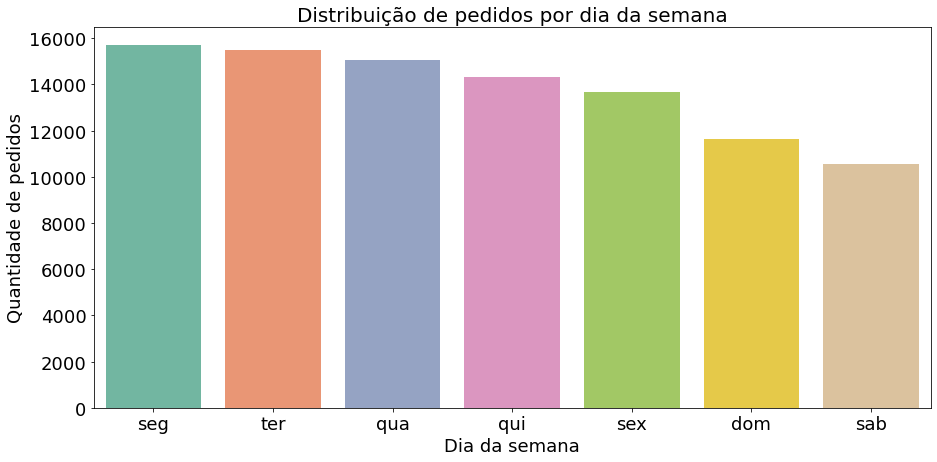 Distribuição de pedidos por dia da semana
Quantidade de pedidos
16000
14000
12000
10000
8000
6000
4000
2000
0
seg ter qua qui sex dom sab
Dia da semana